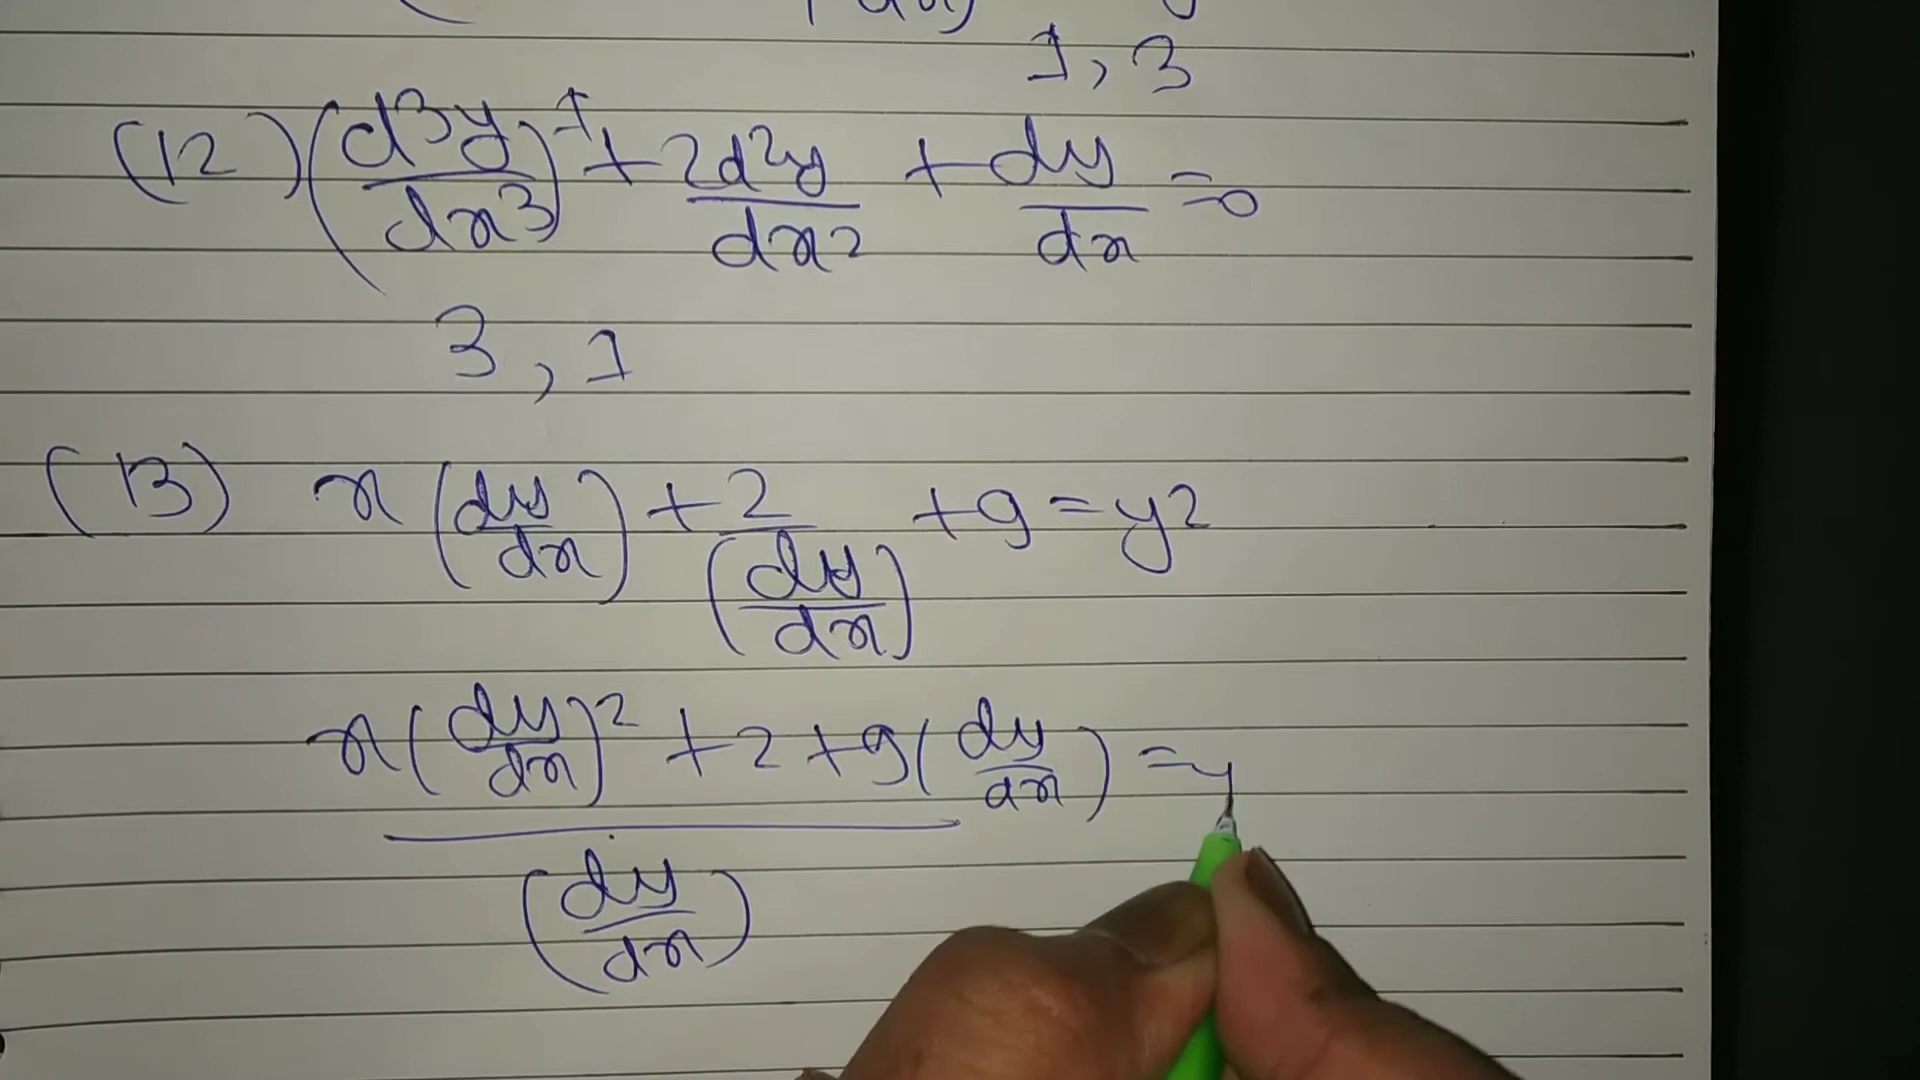 1, 3
(12) (d³y/dx³)¹ + 2d²y/dx² + dy/dx = 0
3, 1
(13) x(dy/dx) + 2/(dy/dx) + 9 = y2
x(dy/dx)² + 2 + 9(dy/dx) = y
(dy/dx)